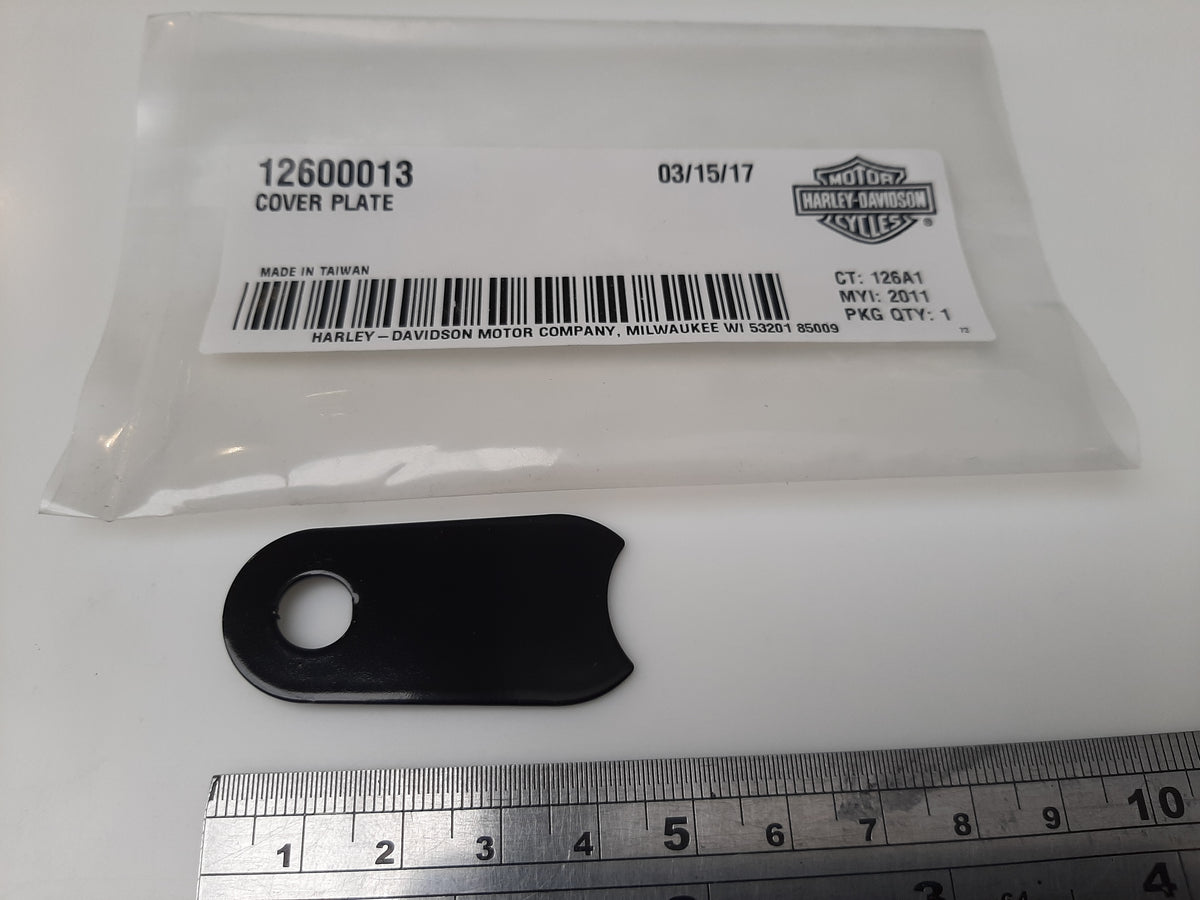 12600013
03/15/17
COVER PLATE
MOTOR
HARLEY-DAVIDSON
CYCLES
®
MADE IN TAIWAN
CT: 126A1
MYI: 2011
PKG QTY: 1
HARLEY-DAVIDSON MOTOR COMPANY, MILWAUKEE WI 53201 85009
73
1 2 3 4 5 6 7 8 9 10
3 64 4